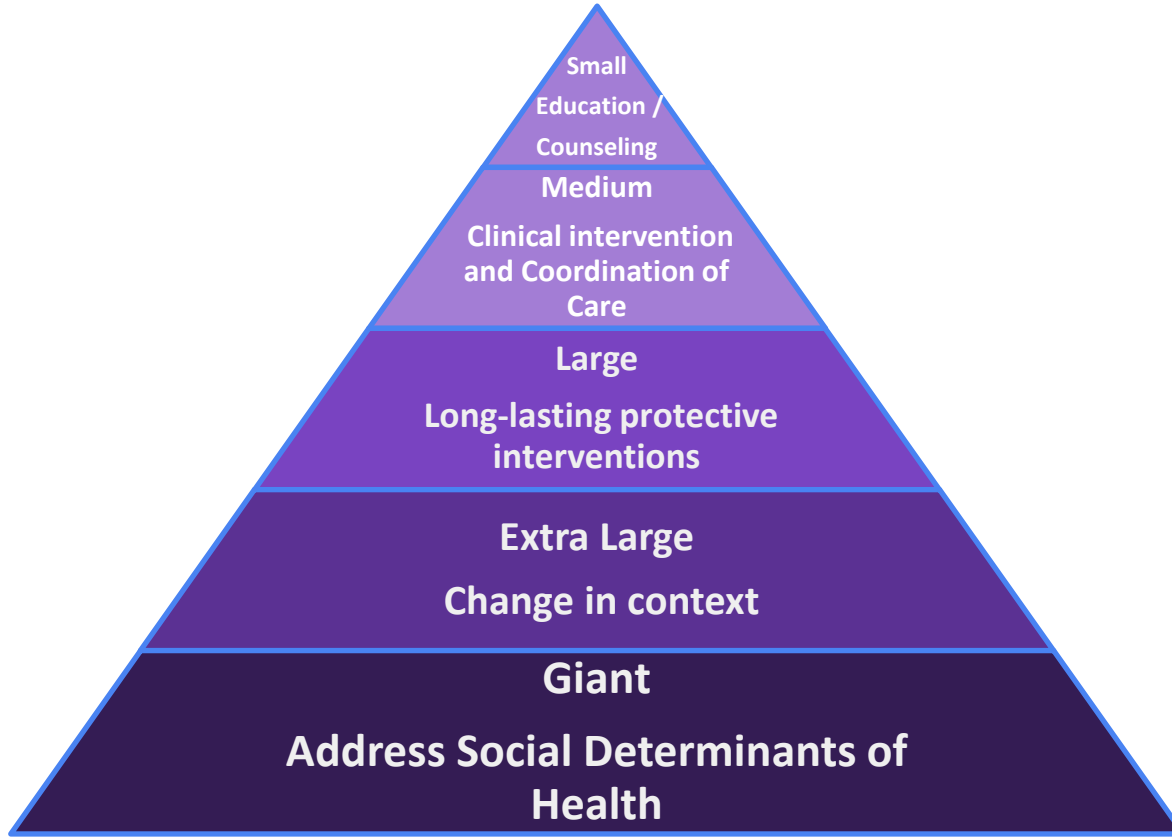 Small
Education /
Counseling
Medium
Clinical intervention
and Coordination of
Care
Large
Long-lasting protective
interventions
Extra Large
Change in context
Giant
Address Social Determinants of
Health